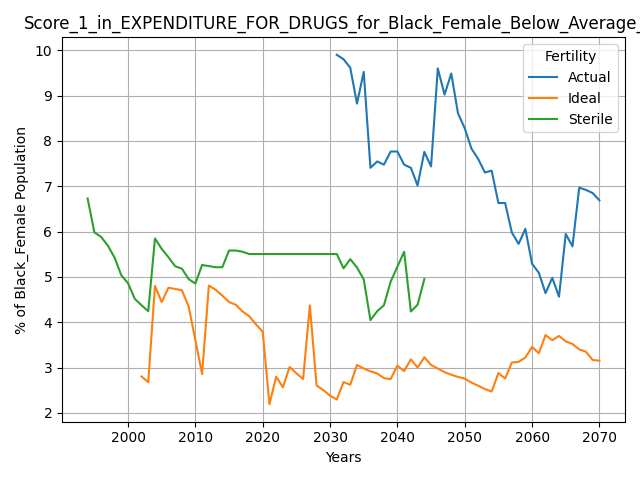 Score_1_in_EXPENDITURE_FOR_DRUGS_for_Black_Female_Below_Average_
% of Black_Female Population
10
9
8
7
6
5
4
3
2
Fertility
Actual
Ideal
Sterile
2000 2010 2020 2030 2040 2050 2060 2070
Years